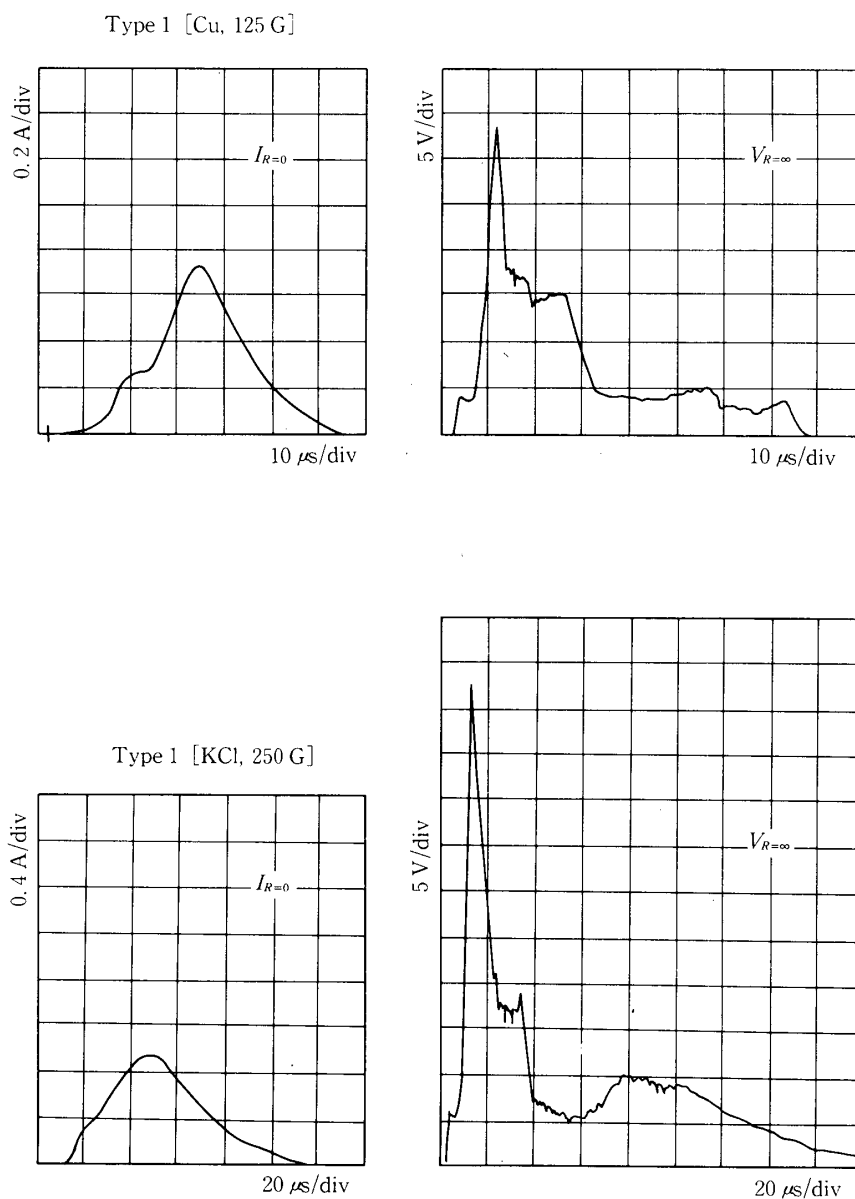 Type 1 [Cu, 125 G]
0.2 A/div
I_{R=0}
10 μs/div
5 V/div
V_{R=∞}
10 μs/div
Type 1 [KCl, 250 G]
0.4 A/div
I_{R=0}
20 μs/div
5 V/div
V_{R=∞}
20 μs/div